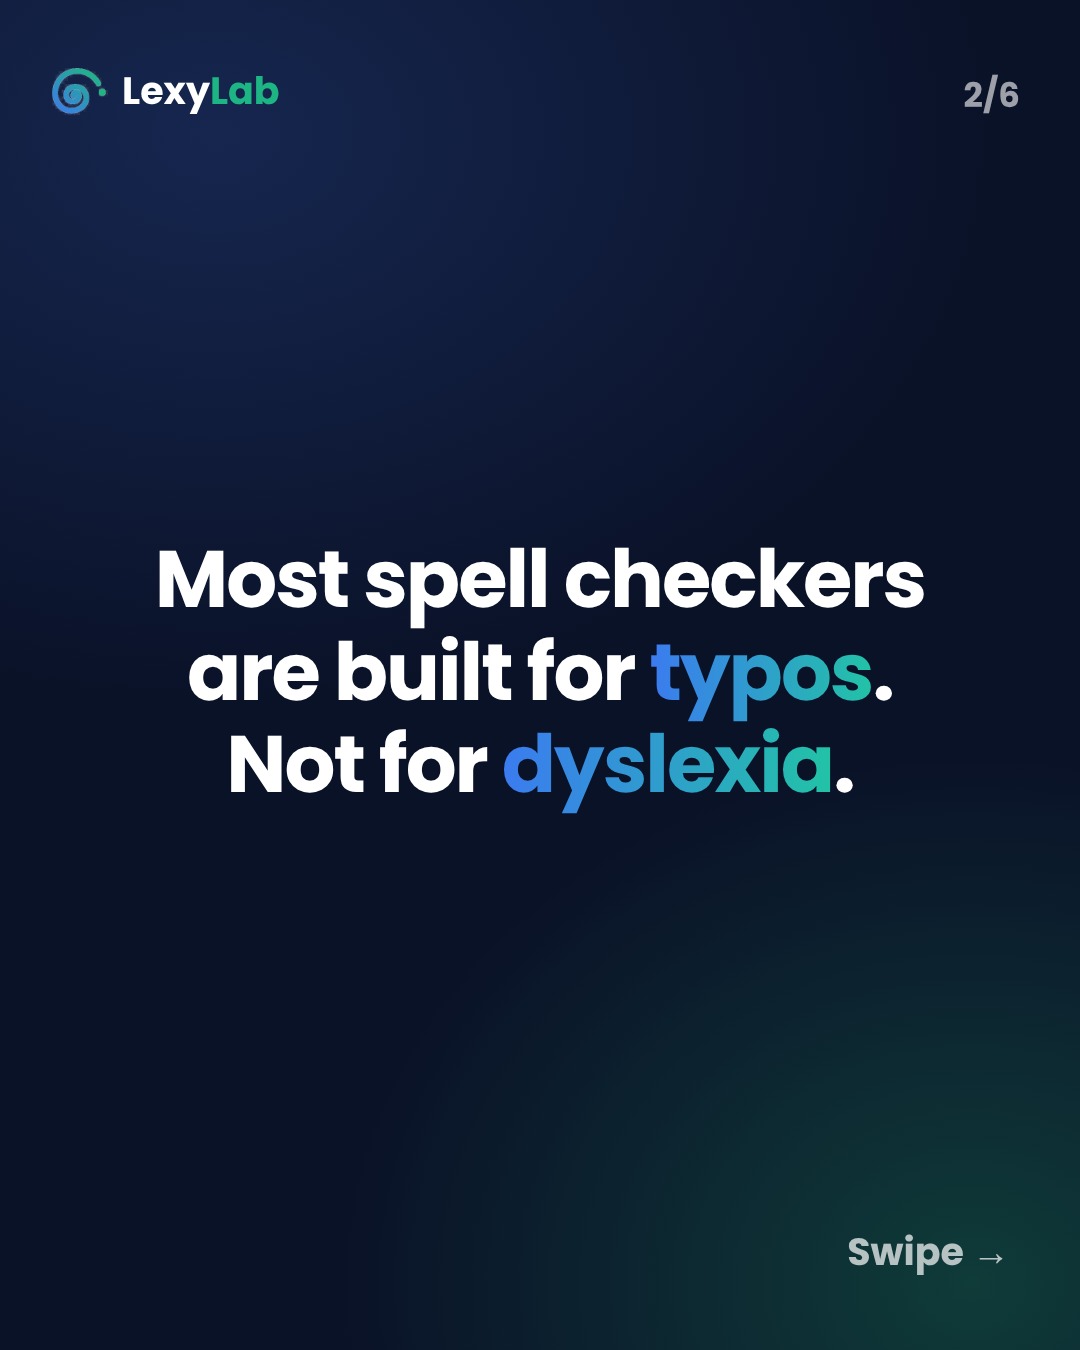 LexyLab
2/6
Most spell checkers
are built for typos.
Not for dyslexia.
Swipe →